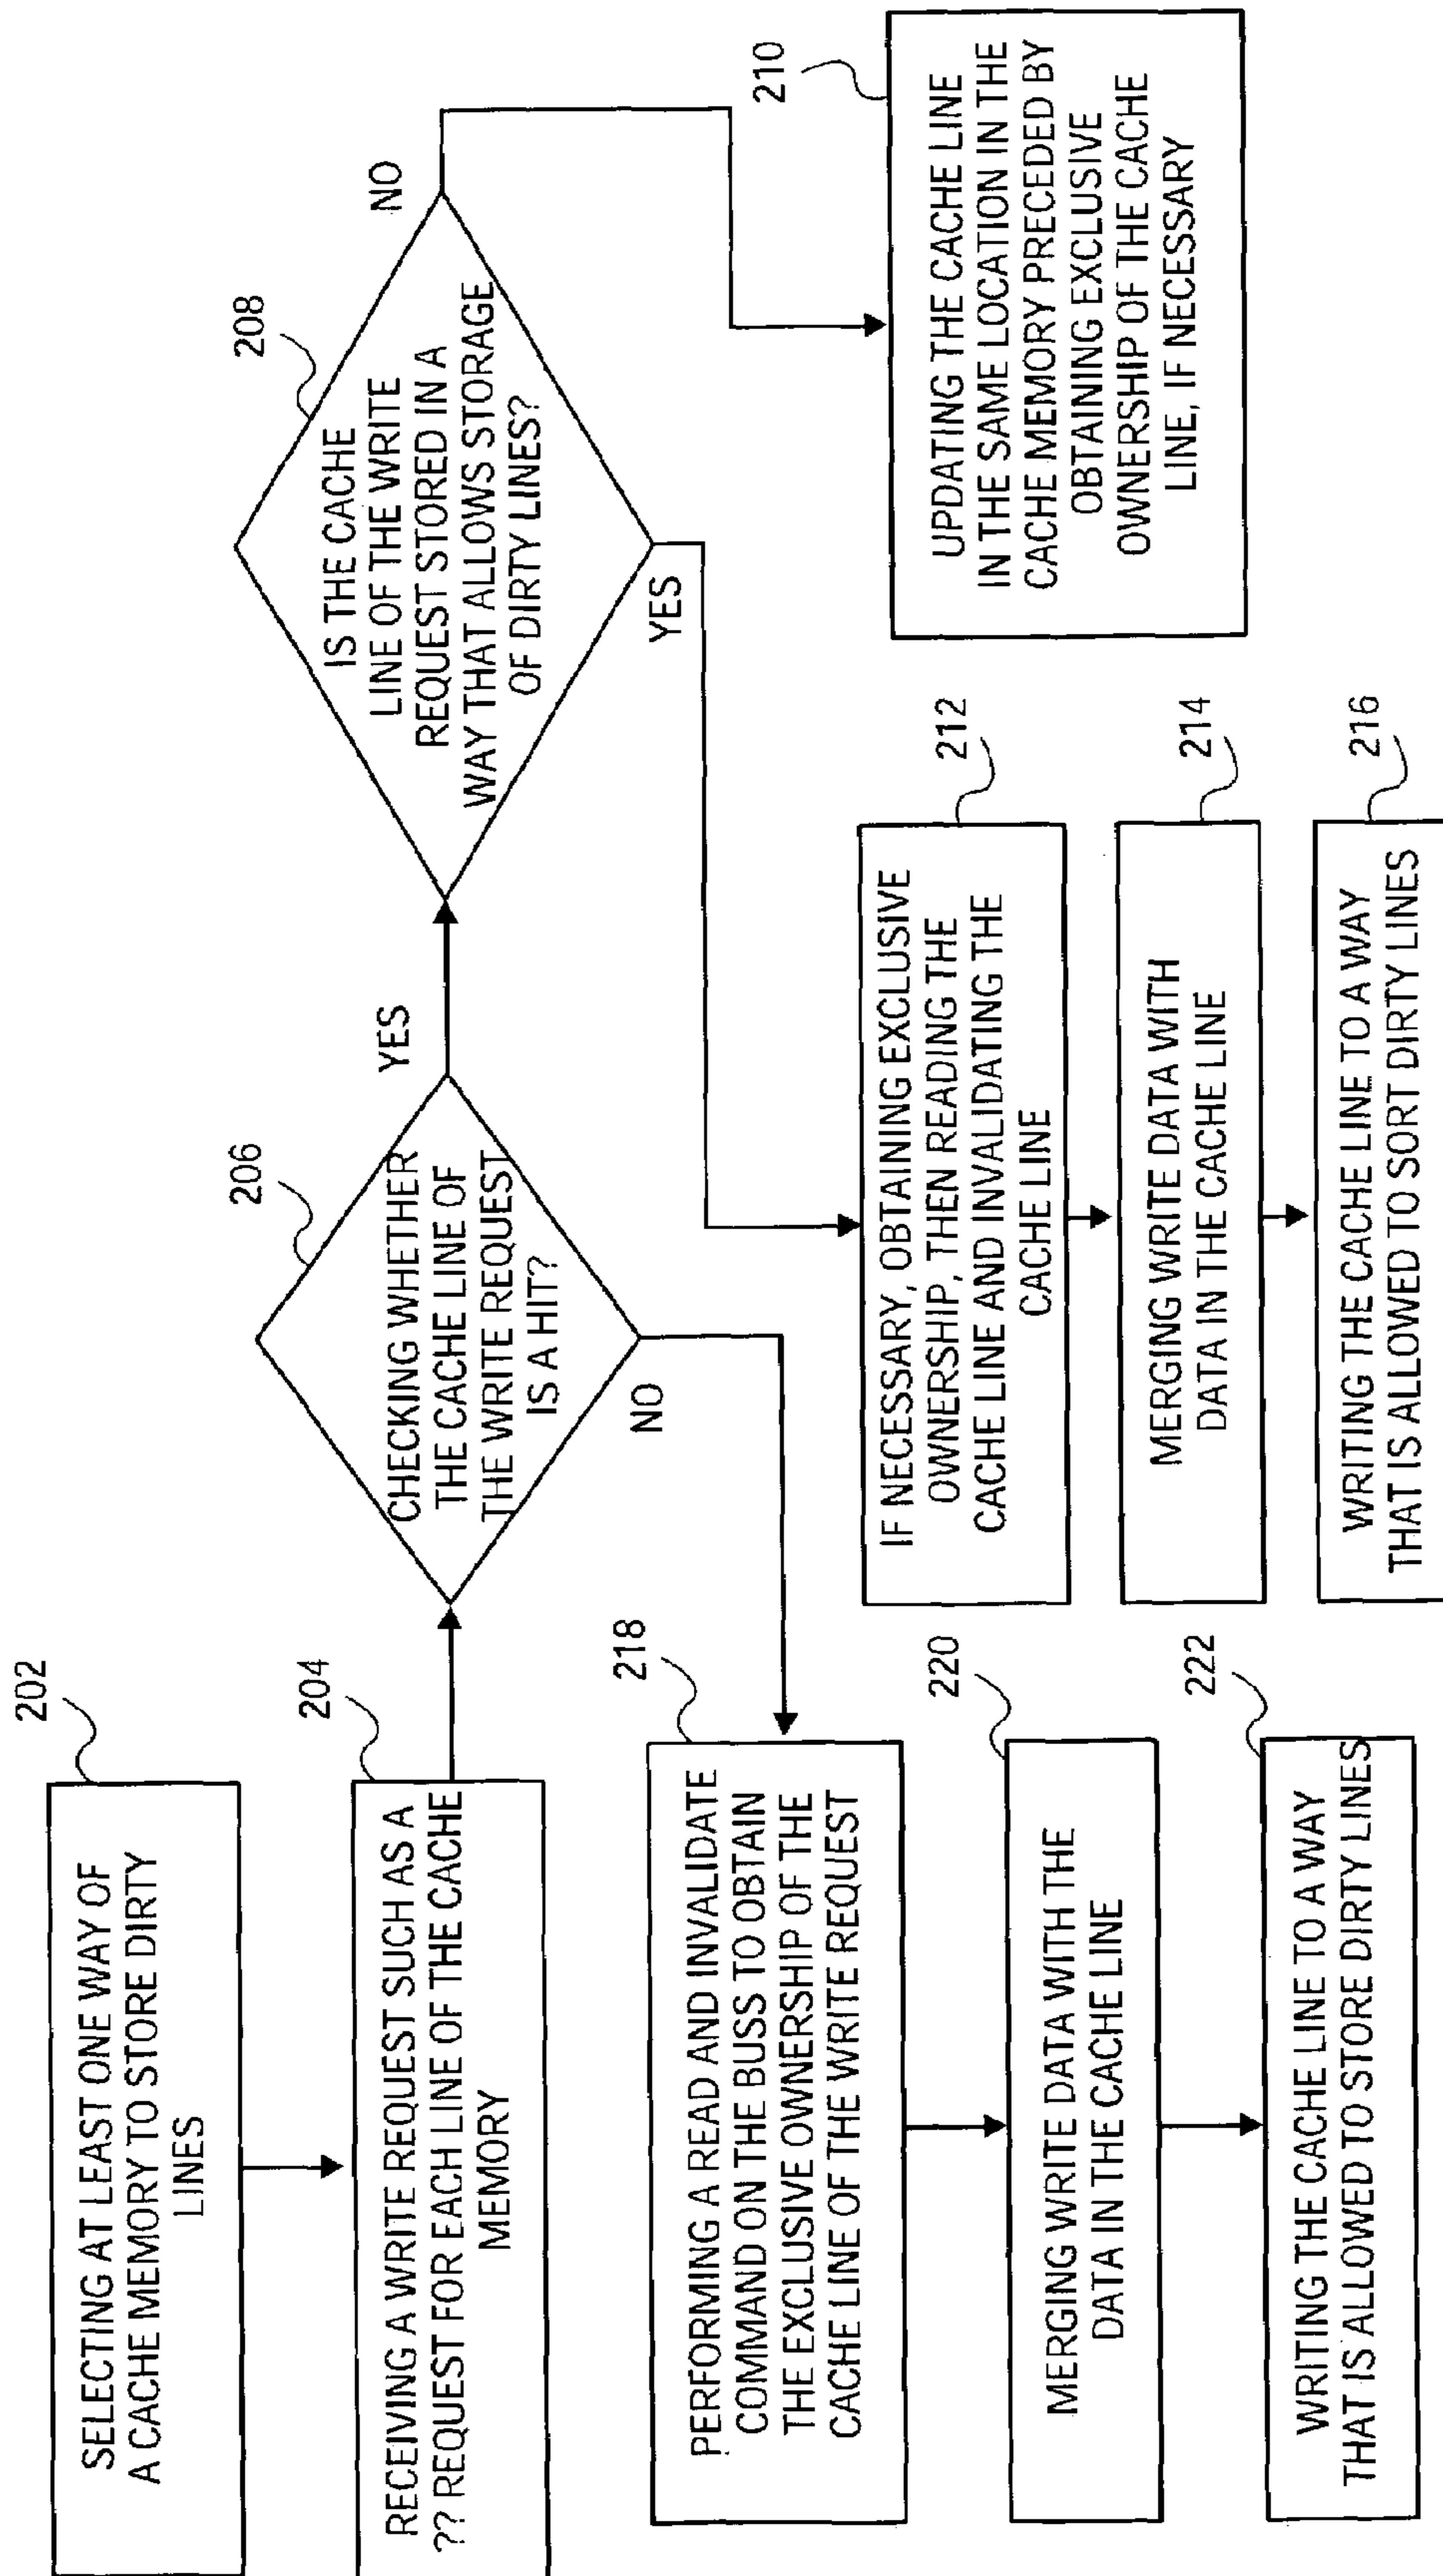 202
SELECTING AT LEAST ONE WAY OF
A CACHE MEMORY TO STORE DIRTY
LINES
204
RECEIVING A WRITE REQUEST SUCH AS A
?? REQUEST FOR EACH LINE OF THE CACHE
MEMORY
206
CHECKING WHETHER
THE CACHE LINE OF
THE WRITE REQUEST
IS A HIT?
YES
NO
208
IS THE CACHE
LINE OF THE WRITE
REQUEST STORED IN A
WAY THAT ALLOWS STORAGE
OF DIRTY LINES?
NO
YES
210
UPDATING THE CACHE LINE
IN THE SAME LOCATION IN THE
CACHE MEMORY PRECEDED BY
OBTAINING EXCLUSIVE
OWNERSHIP OF THE CACHE
LINE, IF NECESSARY
212
IF NECESSARY, OBTAINING EXCLUSIVE
OWNERSHIP, THEN READING THE
CACHE LINE AND INVALIDATING THE
CACHE LINE
214
MERGING WRITE DATA WITH
DATA IN THE CACHE LINE
216
WRITING THE CACHE LINE TO A WAY
THAT IS ALLOWED TO SORT DIRTY LINES
218
PERFORMING A READ AND INVALIDATE
COMMAND ON THE BUSS TO OBTAIN
THE EXCLUSIVE OWNERSHIP OF THE
CACHE LINE OF THE WRITE REQUEST
220
MERGING WRITE DATA WITH THE
DATA IN THE CACHE LINE
222
WRITING THE CACHE LINE TO A WAY
THAT IS ALLOWED TO STORE DIRTY LINES